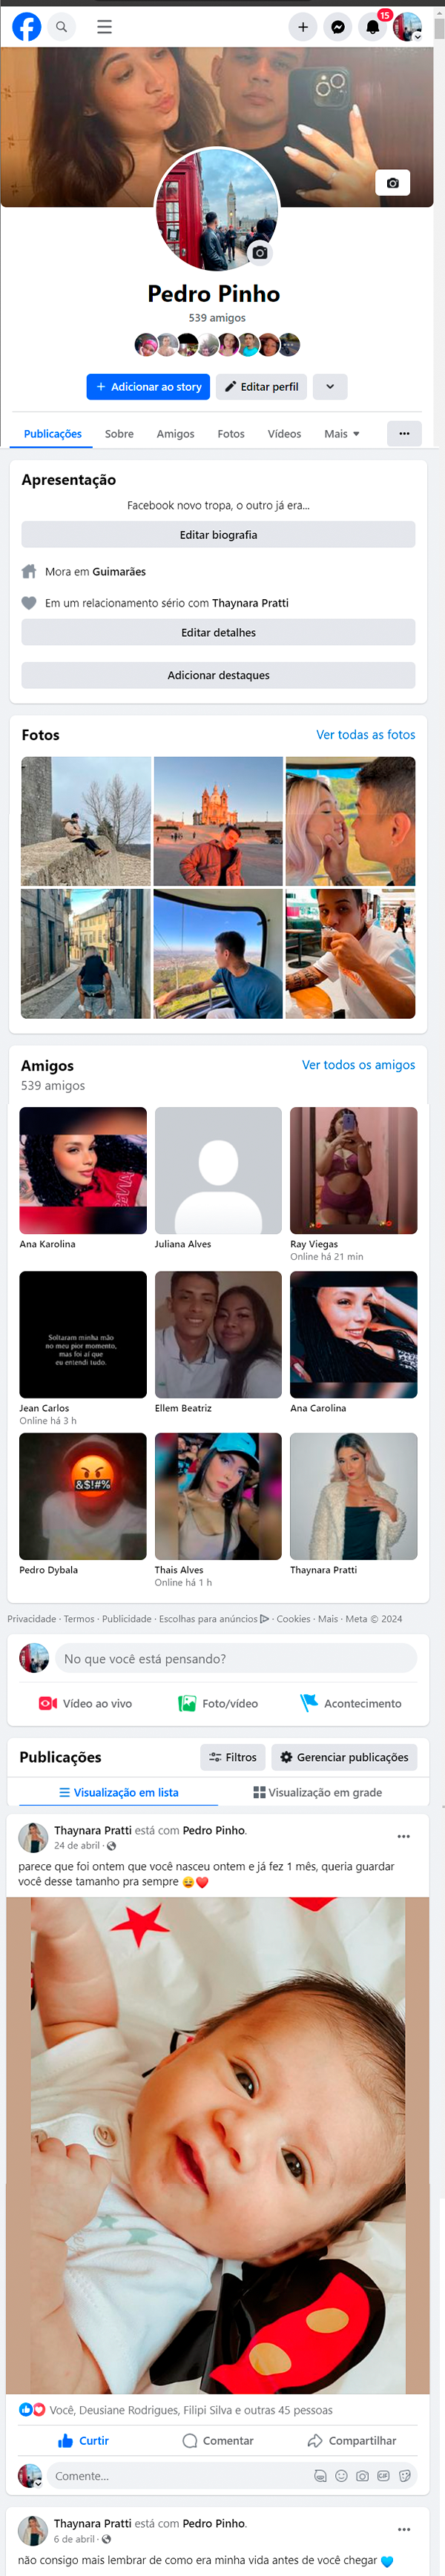 15
Pedro Pinho
539 amigos
+ Adicionar ao story
Editar perfil
Publicações
Sobre
Amigos
Fotos
Vídeos
Mais
Apresentação
Facebook novo tropa, o outro já era...
Editar biografia
Mora em Guimarães
Em um relacionamento sério com Thaynara Pratti
Editar detalhes
Adicionar destaques
Fotos
Ver todas as fotos
Amigos
Ver todos os amigos
539 amigos
Ana Karolina
Juliana Alves
Ray Viegas
Online há 21 min
Soltaram minha mão
no meu pior momento,
mas foi aí que
eu entendi tudo.
Jean Carlos
Online há 3 h
Ellem Beatriz
Ana Carolina
&$!#%
Pedro Dybala
Thais Alves
Online há 1 h
Thaynara Pratti
Privacidade · Termos · Publicidade · Escolhas para anúncios · Cookies · Mais · Meta © 2024
No que você está pensando?
Vídeo ao vivo
Foto/vídeo
Acontecimento
Publicações
Filtros
Gerenciar publicações
Visualização em lista
Visualização em grade
Thaynara Pratti está com Pedro Pinho.
24 de abril ·
parece que foi ontem que você nasceu ontem e já fez 1 mês, queria guardar
você desse tamanho pra sempre 😆❤️
Você, Deusiane Rodrigues, Filipi Silva e outras 45 pessoas
Curtir
Comentar
Compartilhar
Comente...
Thaynara Pratti está com Pedro Pinho.
6 de abril ·
não consigo mais lembrar de como era minha vida antes de você chegar 🩵